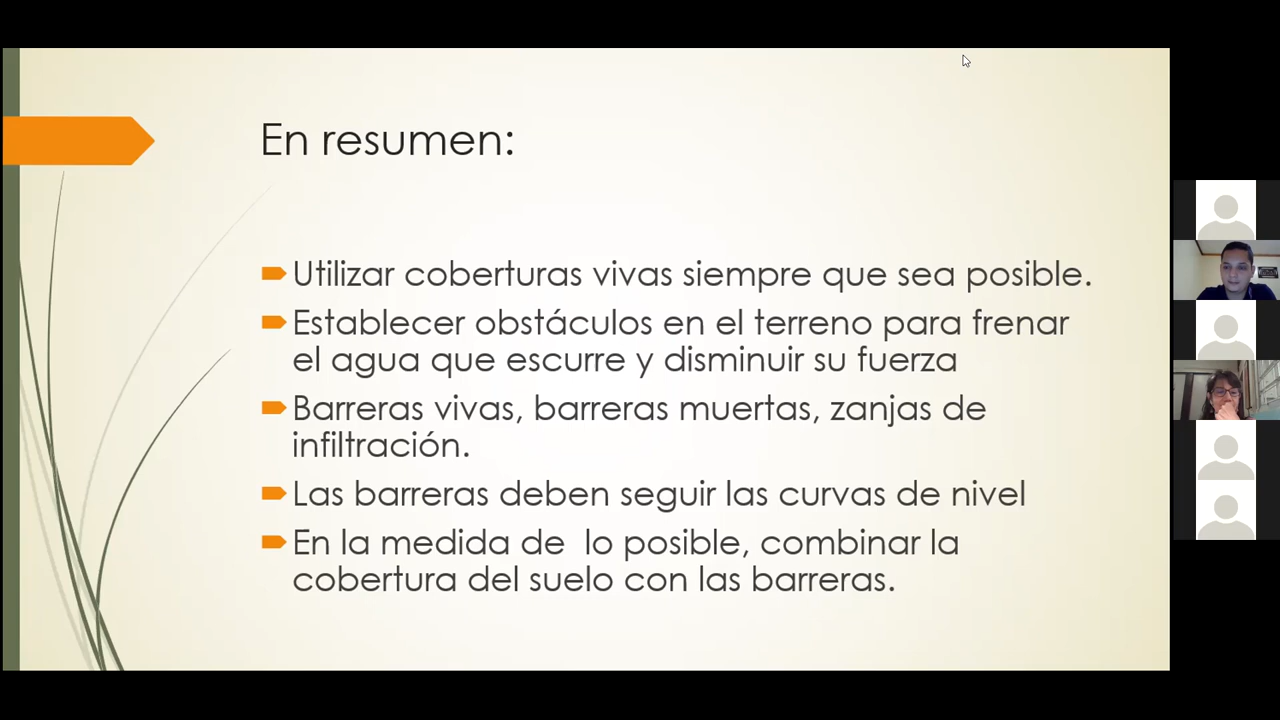 En resumen:
Utilizar coberturas vivas siempre que sea posible.
Establecer obstáculos en el terreno para frenar
el agua que escurre y disminuir su fuerza
Barreras vivas, barreras muertas, zanjas de
infiltración.
Las barreras deben seguir las curvas de nivel
En la medida de  lo posible, combinar la
cobertura del suelo con las barreras.